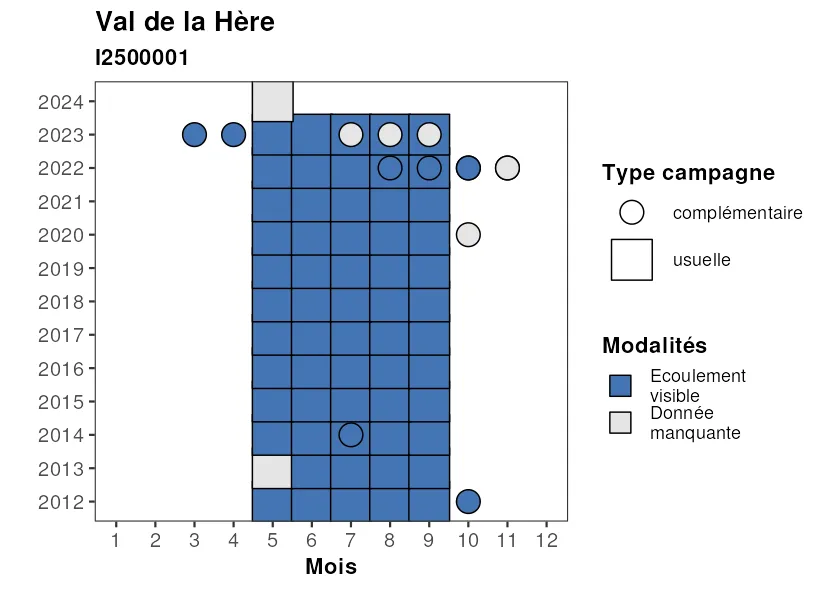 Val de la Hère
I2500001
2024
2023
2022
2021
2020
2019
2018
2017
2016
2015
2014
2013
2012
1 2 3 4 5 6 7 8 9 10 11 12
Mois
Type campagne
complémentaire
usuelle
Modalités
Ecoulement
visible
Donnée
manquante